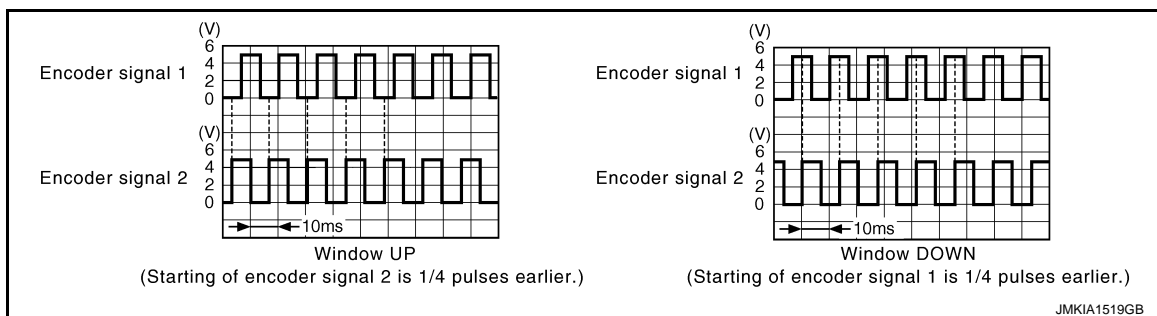 (V)
6
4
2
0
Encoder signal 1
(V)
6
4
2
0
Encoder signal 2
10ms
Window UP
(Starting of encoder signal 2 is 1/4 pulses earlier.)
(V)
6
4
2
0
Encoder signal 1
(V)
6
4
2
0
Encoder signal 2
10ms
Window DOWN
(Starting of encoder signal 1 is 1/4 pulses earlier.)
JMKIA1519GB